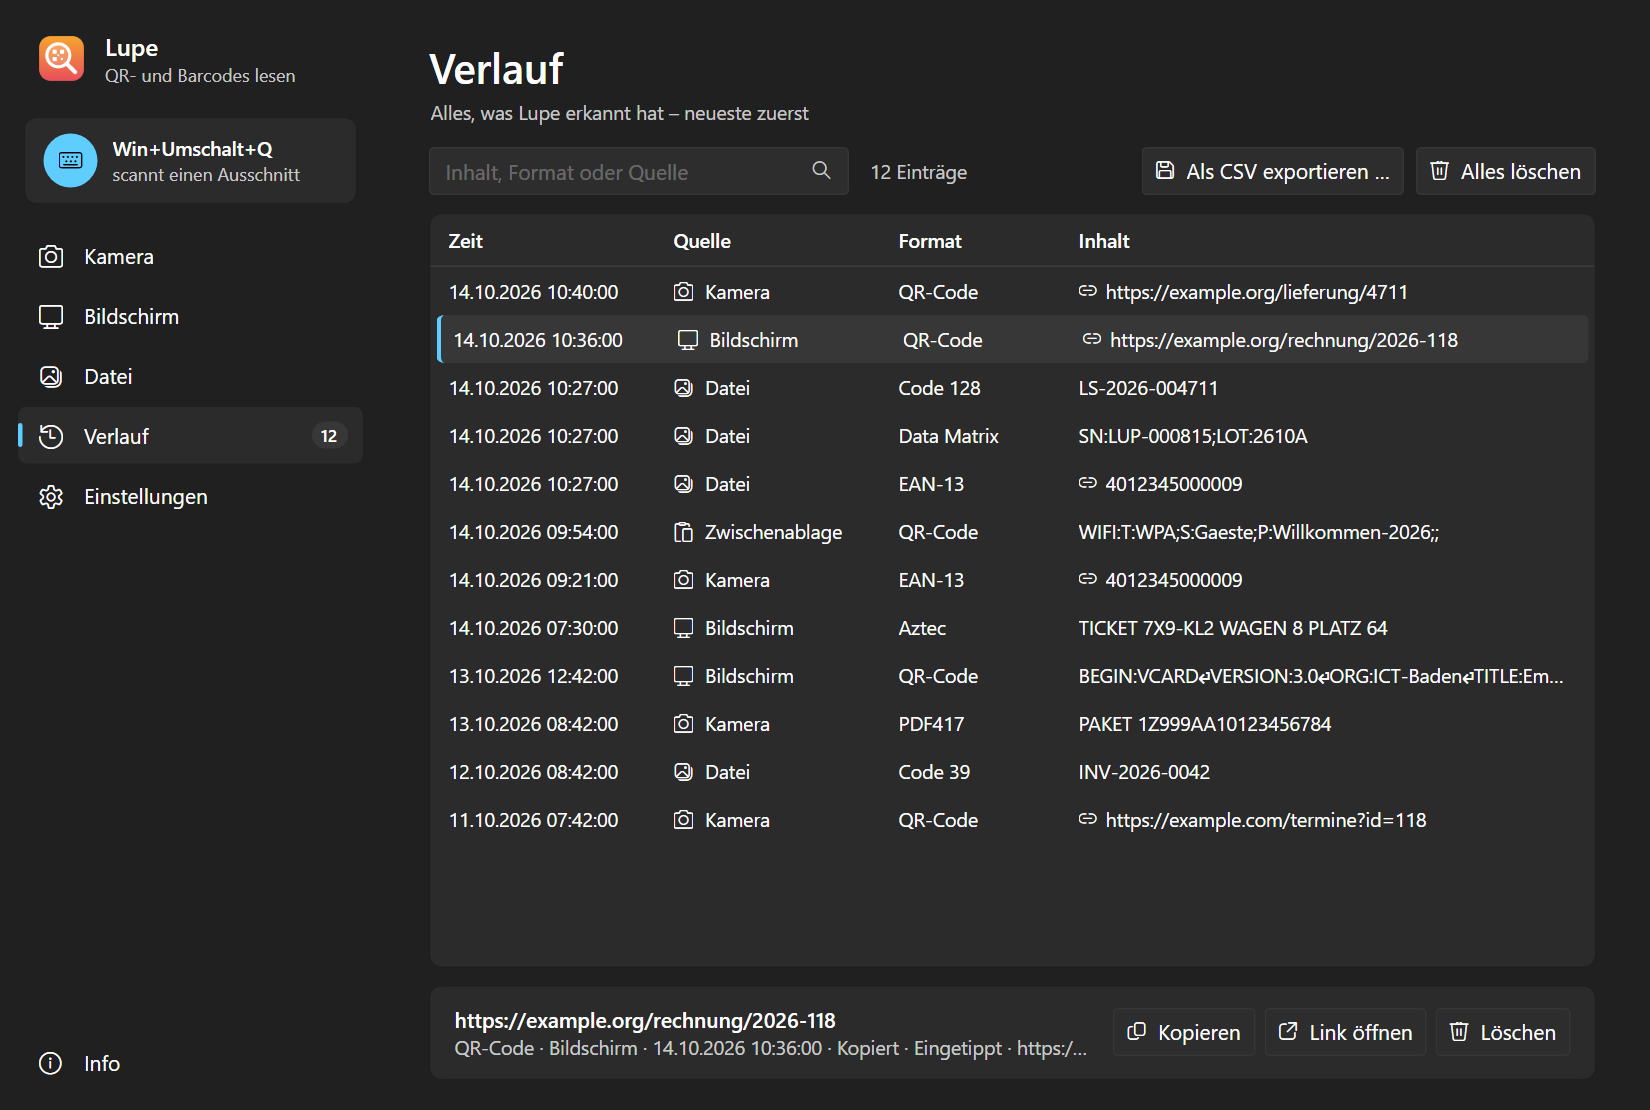 Lupe
QR- und Barcodes lesen
Win+Umschalt+Q
scannt einen Ausschnitt
Kamera
Bildschirm
Datei
Verlauf 12
Einstellungen
Info
Verlauf
Alles, was Lupe erkannt hat – neueste zuerst
Inhalt, Format oder Quelle 12 Einträge Als CSV exportieren ... Alles löschen
Zeit Quelle Format Inhalt
14.10.2026 10:40:00 Kamera QR-Code https://example.org/lieferung/4711
14.10.2026 10:36:00 Bildschirm QR-Code https://example.org/rechnung/2026-118
14.10.2026 10:27:00 Datei Code 128 LS-2026-004711
14.10.2026 10:27:00 Datei Data Matrix SN:LUP-000815;LOT:2610A
14.10.2026 10:27:00 Datei EAN-13 4012345000009
14.10.2026 09:54:00 Zwischenablage QR-Code WIFI:T:WPA;S:Gaeste;P:Willkommen-2026;;
14.10.2026 09:21:00 Kamera EAN-13 4012345000009
14.10.2026 07:30:00 Bildschirm Aztec TICKET 7X9-KL2 WAGEN 8 PLATZ 64
13.10.2026 12:42:00 Bildschirm QR-Code BEGIN:VCARD↵VERSION:3.0↵ORG:ICT-Baden↵TITLE:Em...
13.10.2026 08:42:00 Kamera PDF417 PAKET 1Z999AA10123456784
12.10.2026 08:42:00 Datei Code 39 INV-2026-0042
11.10.2026 07:42:00 Kamera QR-Code https://example.com/termine?id=118
https://example.org/rechnung/2026-118
QR-Code · Bildschirm · 14.10.2026 10:36:00 · Kopiert · Eingetippt · https:/...
Kopieren Link öffnen Löschen